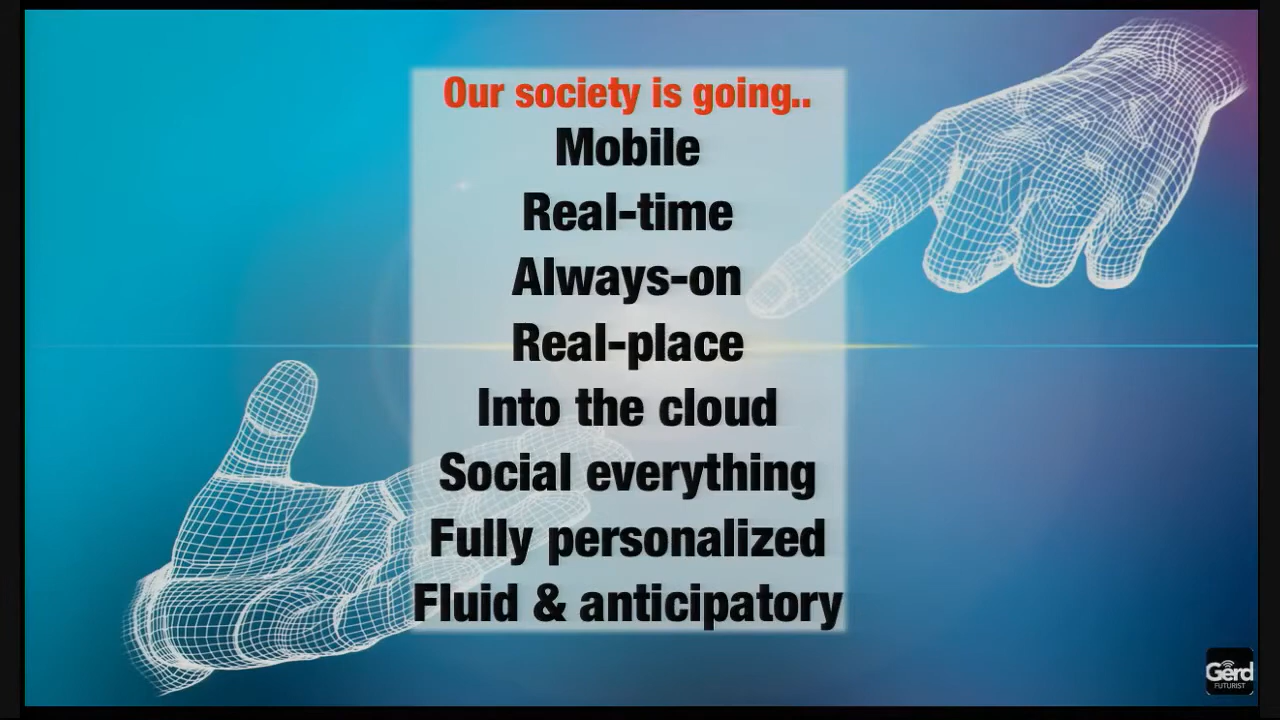 Our society is going..
Mobile
Real-time
Always-on
Real-place
Into the cloud
Social everything
Fully personalized
Fluid & anticipatory
Gerd
FUTURIST